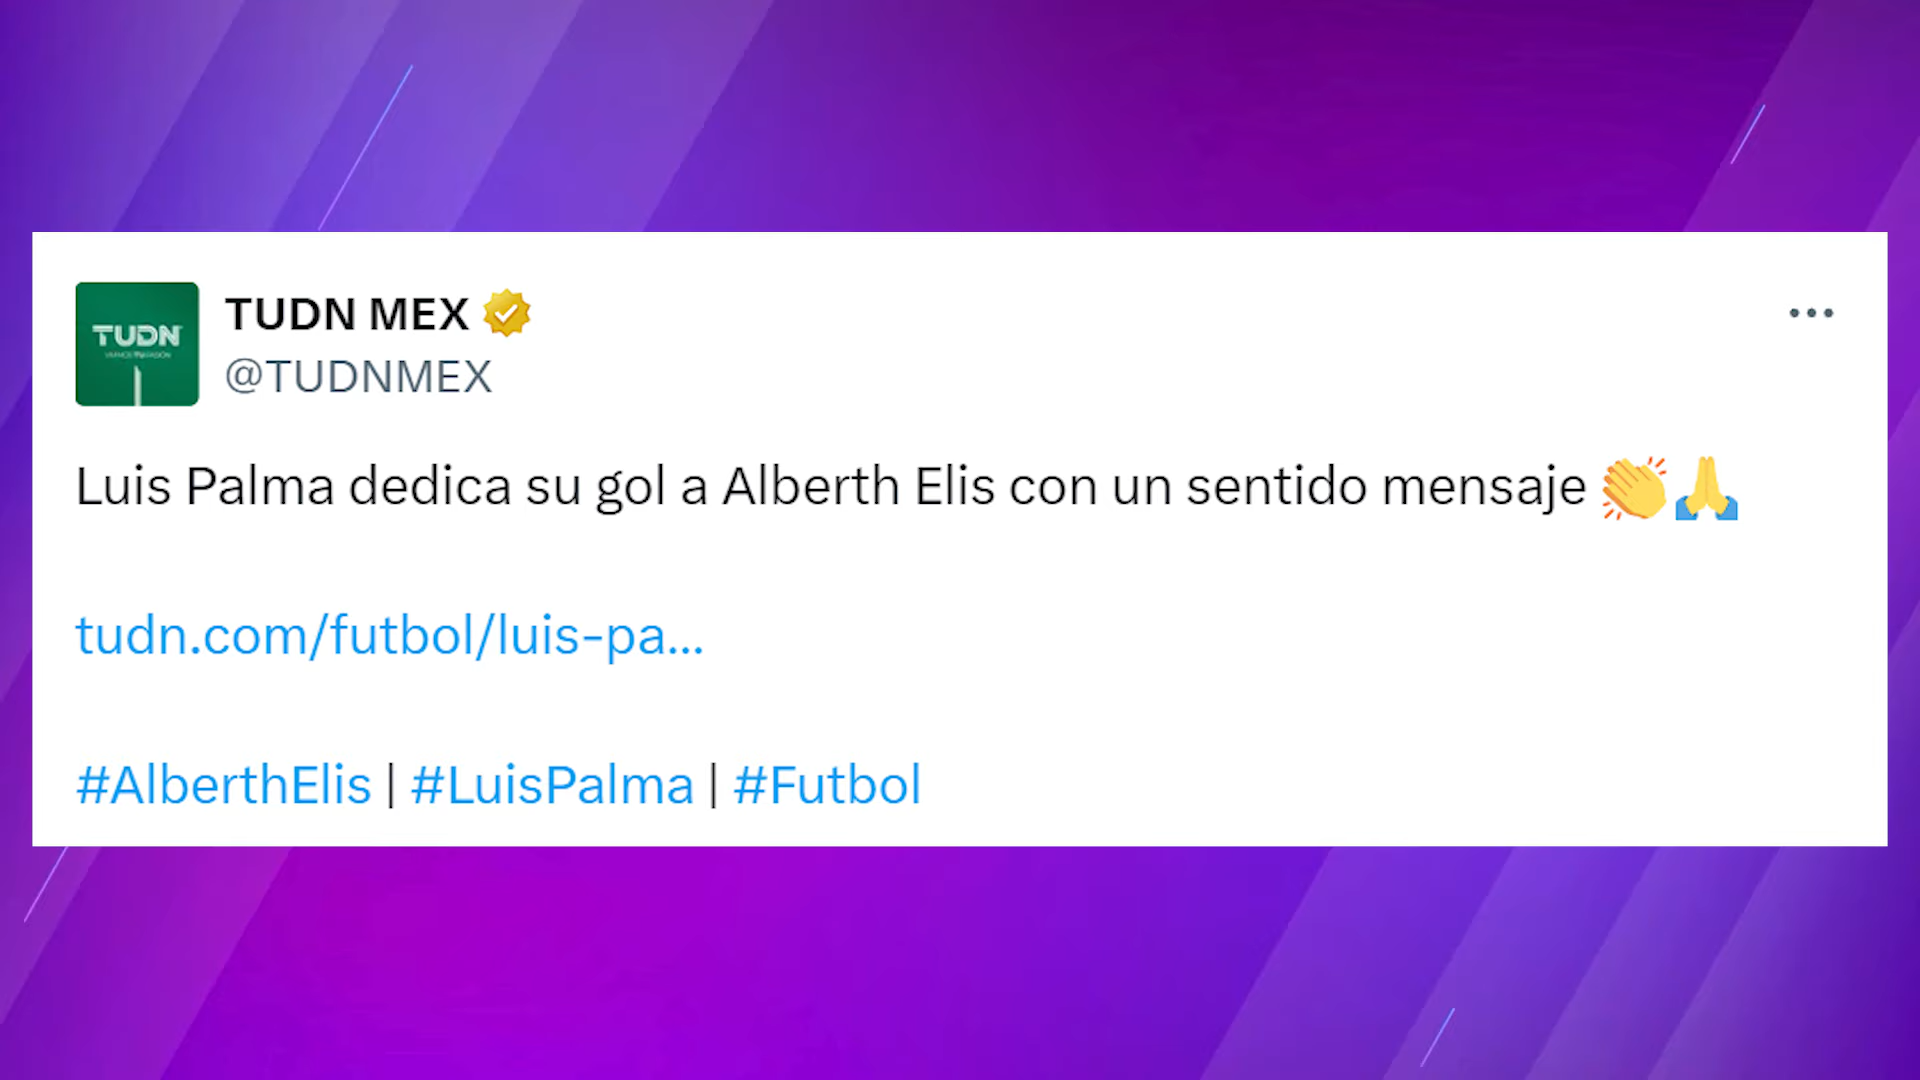 TUDN
TUDN MEX
@TUDNMEX
Luis Palma dedica su gol a Alberth Elis con un sentido mensaje 👏🙏
tudn.com/futbol/luis-pa...
#AlberthElis | #LuisPalma | #Futbol